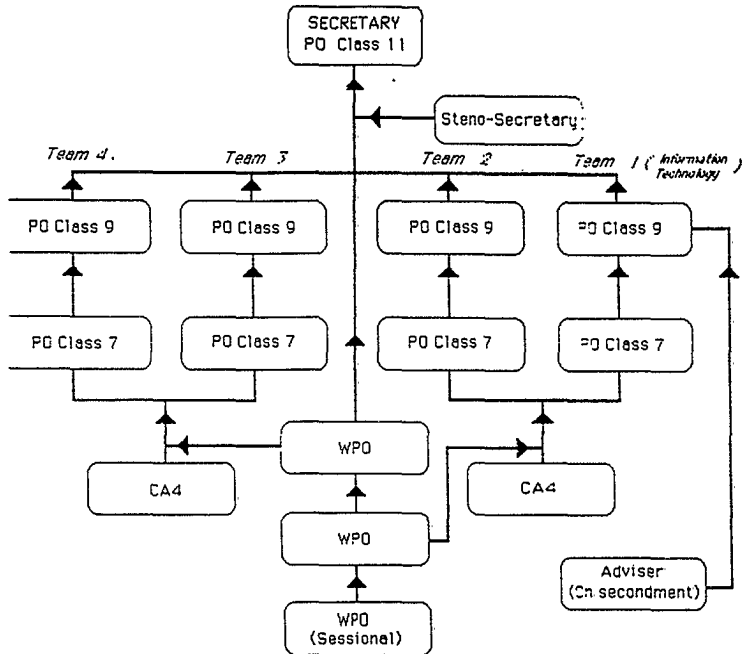 SECRETARY
PO Class 11
Steno-Secretary
Team 4.
Team 3
Team 2
Team 1 ( Information
Technology )
PO Class 9
PO Class 9
PO Class 9
PO Class 9
PO Class 7
PO Class 7
PO Class 7
PO Class 7
WPO
CA4
CA4
WPO
Adviser
(On secondment)
WPO
(Sessional)